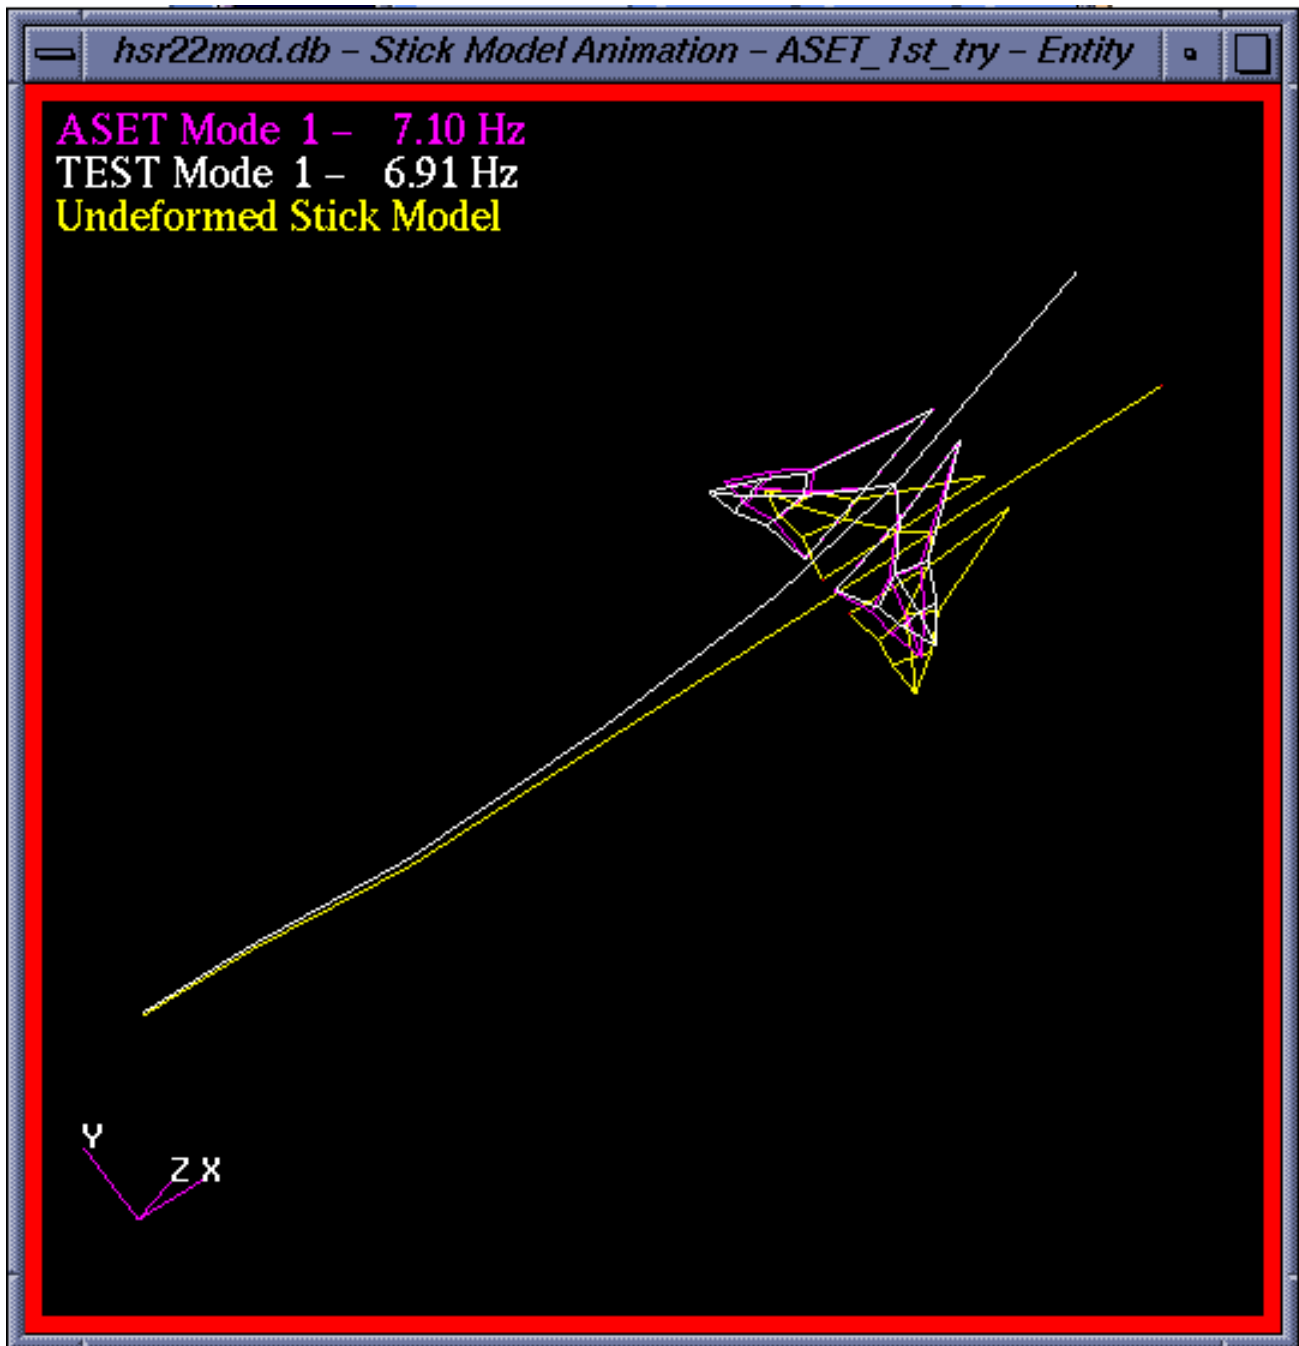 hsr22mod.db – Stick Model Animation – ASET_1st_try – Entity
ASET Mode 1 – 7.10 Hz
TEST Mode 1 – 6.91 Hz
Undeformed Stick Model
Y
Z X